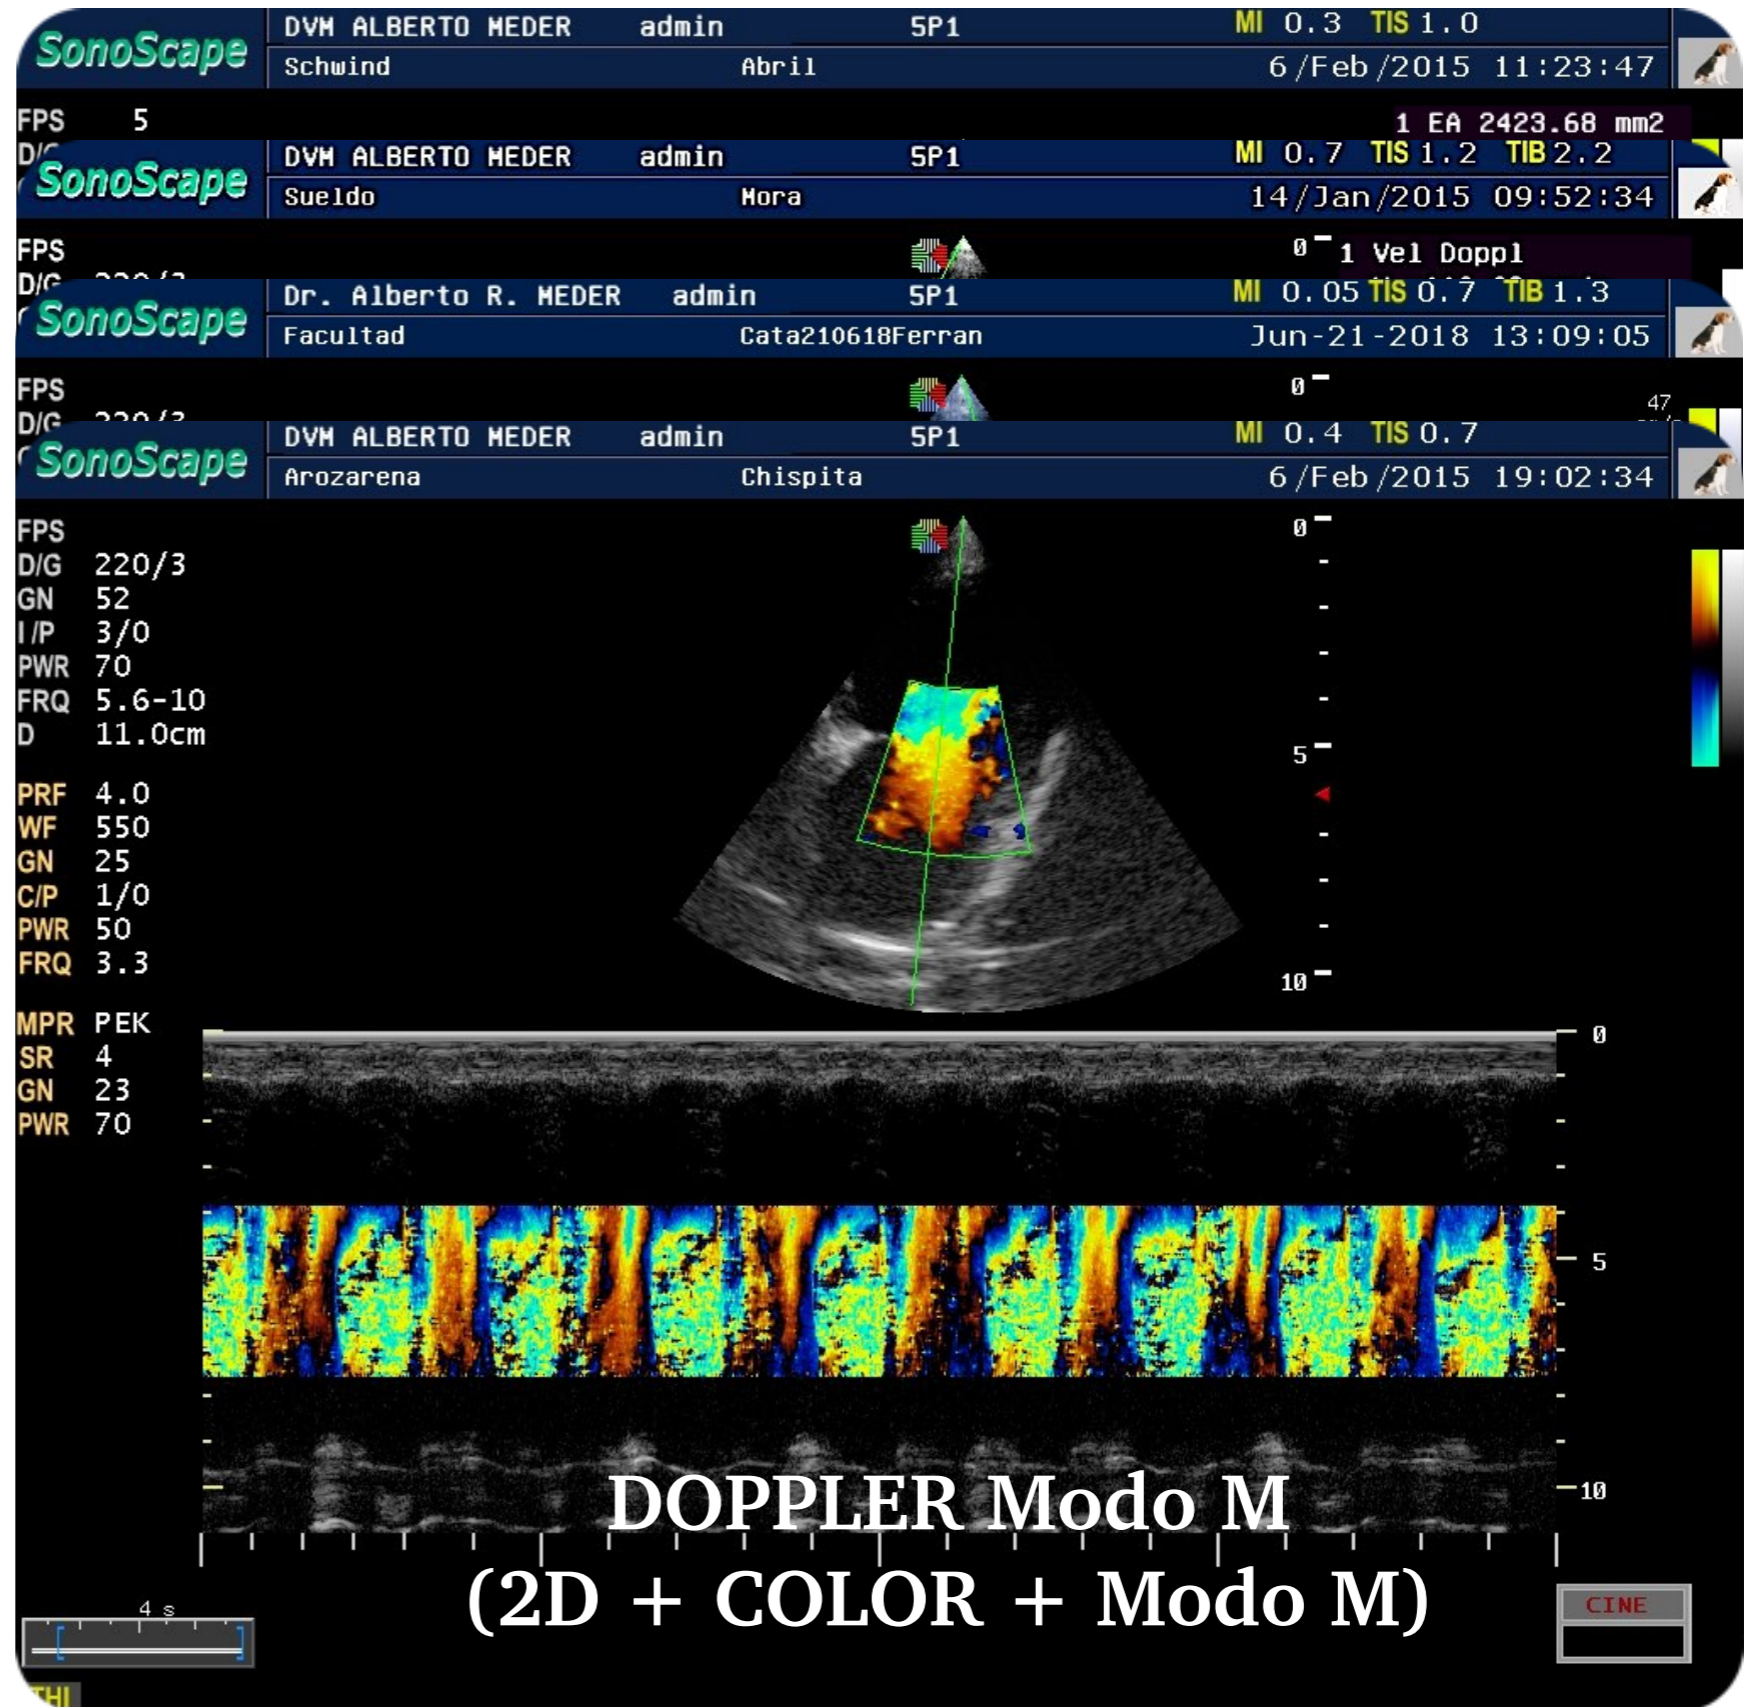 SonoScape DVM ALBERTO MEDER admin 5P1 MI 0.3 TIS 1.0
Schwind Abril 6/Feb/2015 11:23:47
FPS 5 1 EA 2423.68 mm2
SonoScape DVM ALBERTO MEDER admin 5P1 MI 0.7 TIS 1.2 TIB 2.2
Sueldo Mora 14/Jan/2015 09:52:34
FPS 0 1 Vel Doppl
D/G 220/3
SonoScape Dr. Alberto R. MEDER admin 5P1 MI 0.05 TIS 0.7 TIB 1.3
Facultad Cata210618Ferran Jun-21-2018 13:09:05
FPS 0
47
D/G 220/3
SonoScape DVM ALBERTO MEDER admin 5P1 MI 0.4 TIS 0.7
Arozarena Chispita 6/Feb/2015 19:02:34
FPS 0
D/G 220/3
GN 52
I/P 3/0
PWR 70
FRQ 5.6-10
D 11.0cm
5
PRF 4.0
WF 550
GN 25
C/P 1/0
PWR 50
FRQ 3.3
10
MPR PEK
0
SR 4
GN 23
PWR 70
5
10
DOPPLER Modo M
(2D + COLOR + Modo M)
4 s
CINE
THI